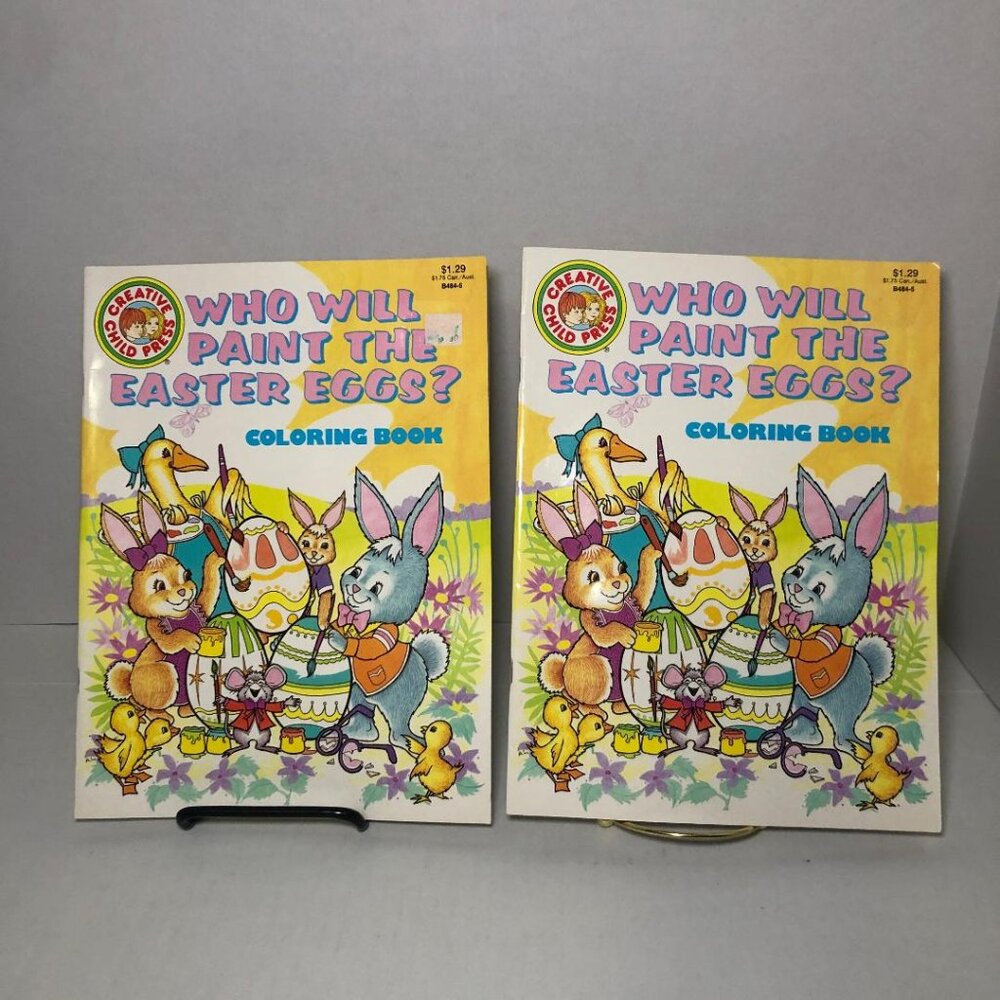 CREATIVE CHILD PRESS
®
$1.29
$1.75 Can./Aust.
B484-5
WHO WILL
PAINT THE
EASTER EGGS?
COLORING BOOK
CREATIVE CHILD PRESS
®
$1.29
$1.75 Can./Aust.
B484-5
WHO WILL
PAINT THE
EASTER EGGS?
COLORING BOOK